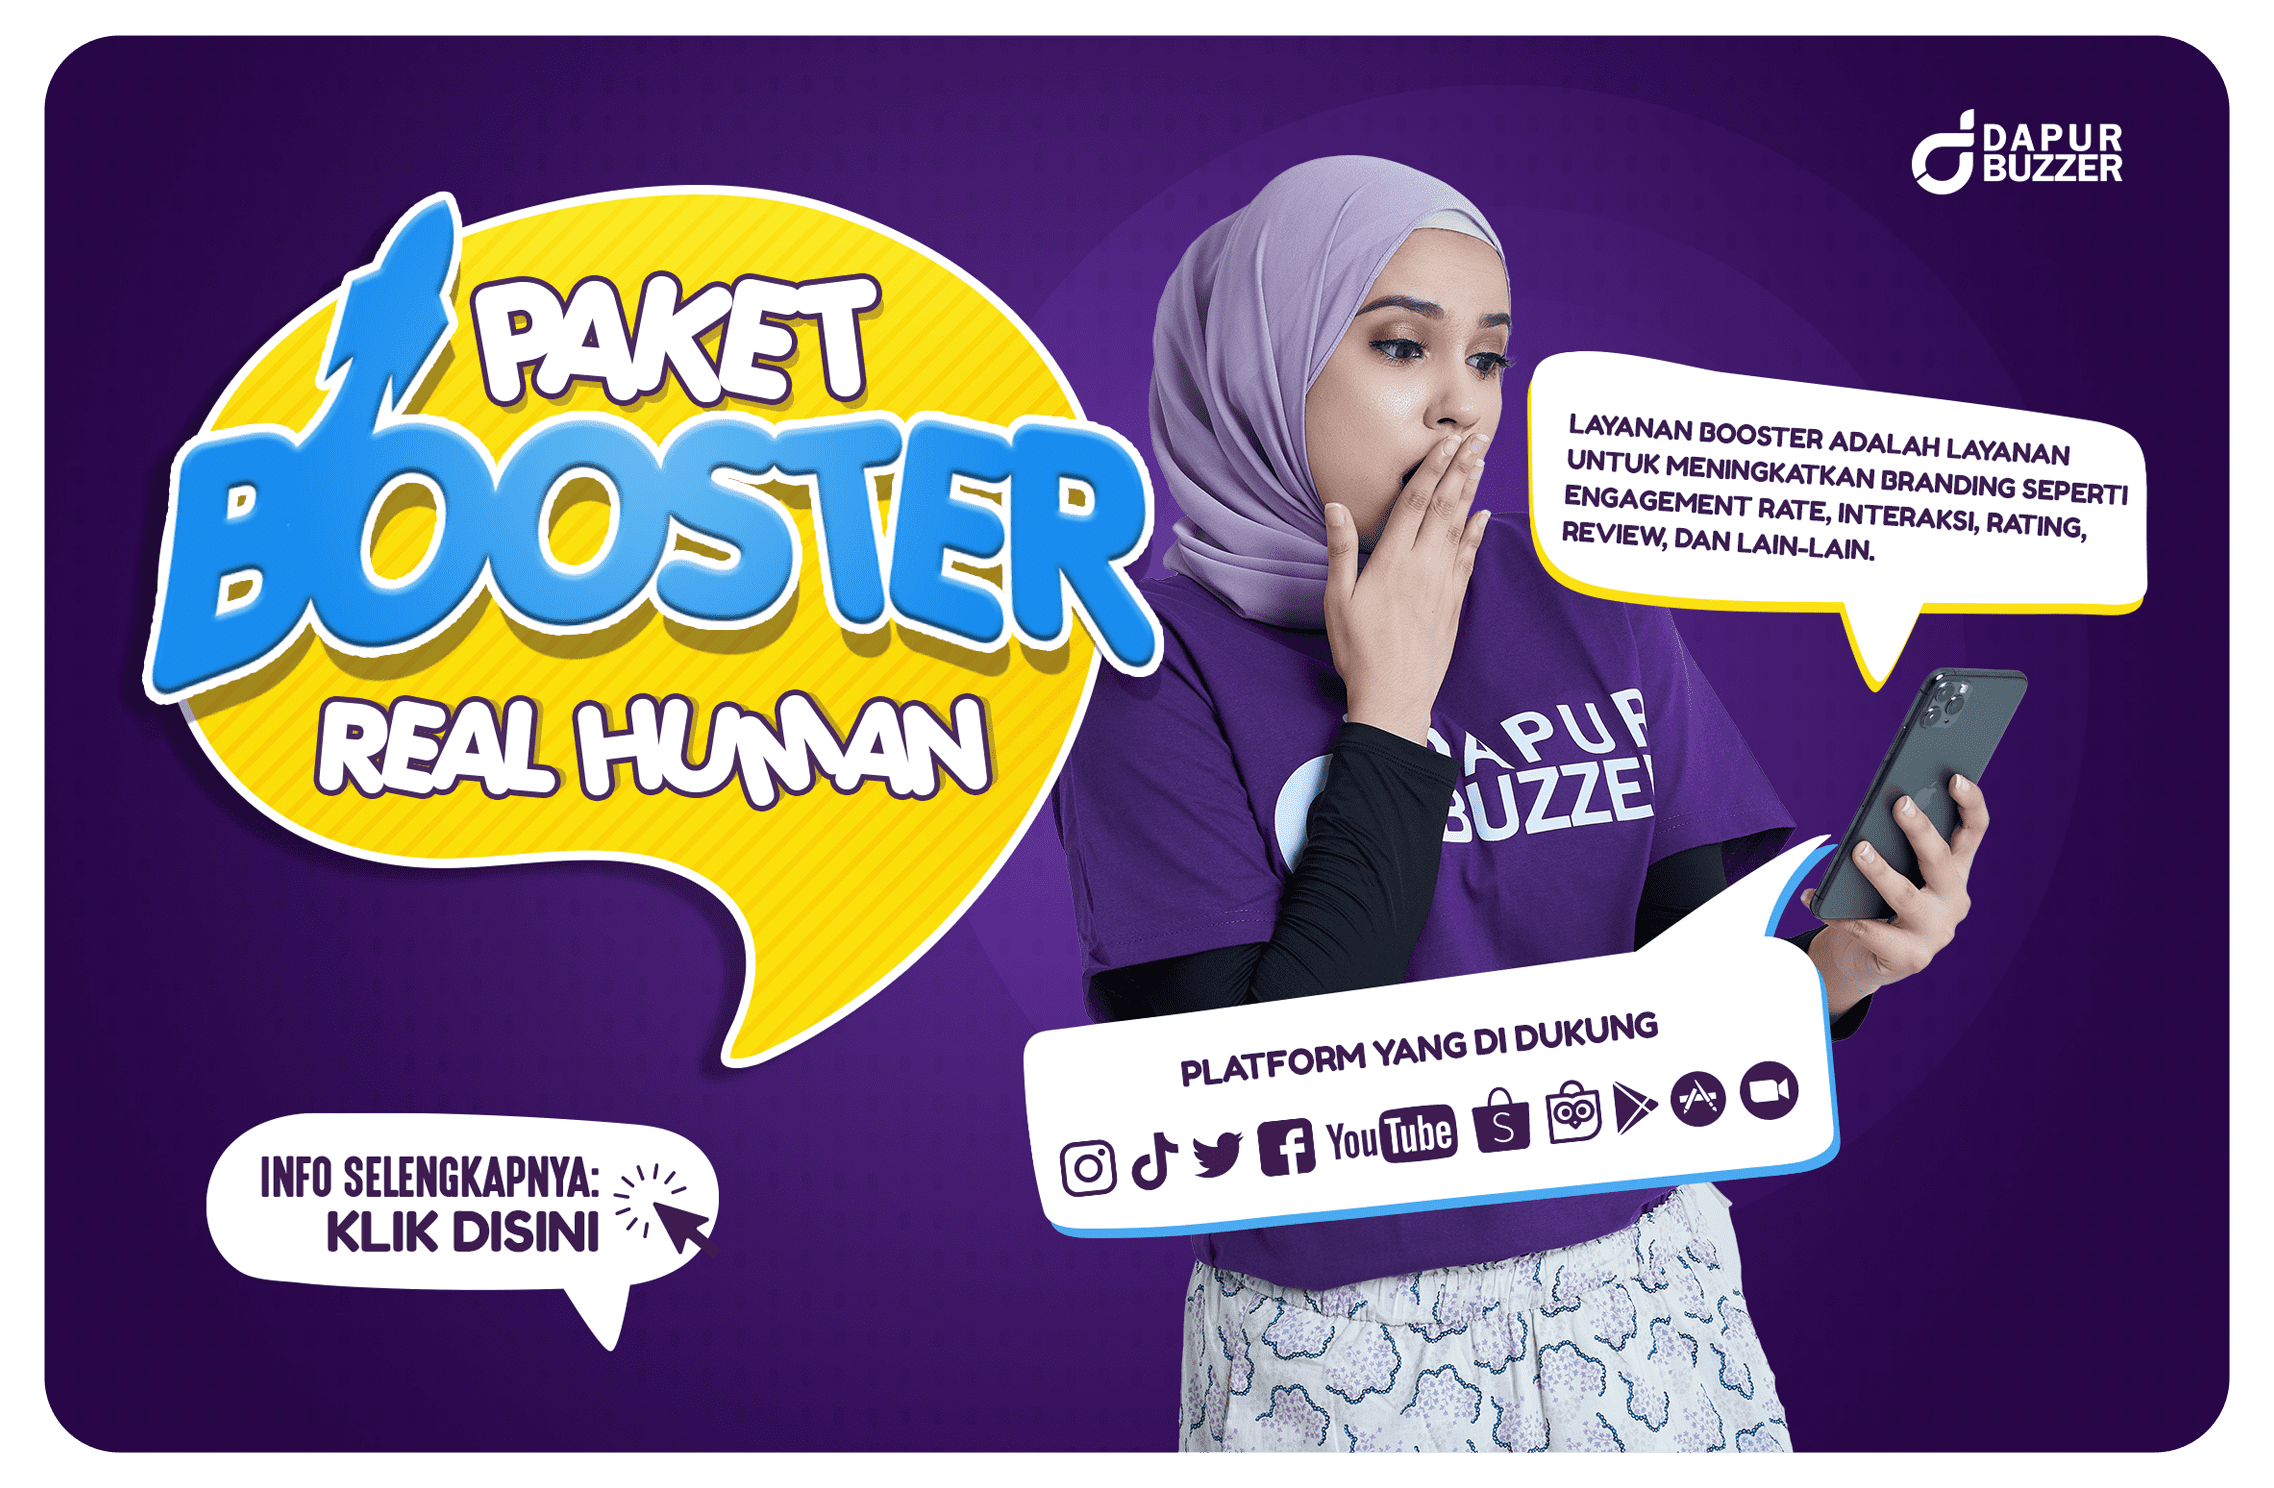 DAPUR
BUZZER
PAKET
BOOSTER
REAL HUMAN
LAYANAN BOOSTER ADALAH LAYANAN
UNTUK MENINGKATKAN BRANDING SEPERTI
ENGAGEMENT RATE, INTERAKSI, RATING,
REVIEW, DAN LAIN-LAIN.
DAPUR
BUZZE
PLATFORM YANG DI DUKUNG
YouTube
S
INFO SELENGKAPNYA:
KLIK DISINI